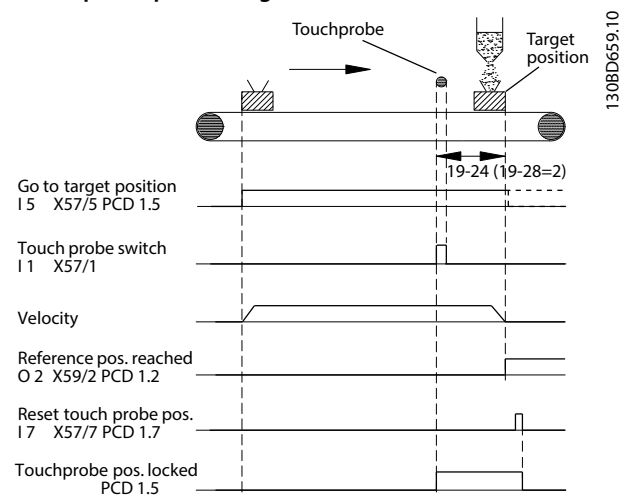 Touchprobe
Target
position
130BD659.10
19-24 (19-28=2)
Go to target position
I 5 X57/5 PCD 1.5
Touch probe switch
I 1 X57/1
Velocity
Reference pos. reached
O 2 X59/2 PCD 1.2
Reset touch probe pos.
I 7 X57/7 PCD 1.7
Touchprobe pos. locked
PCD 1.5